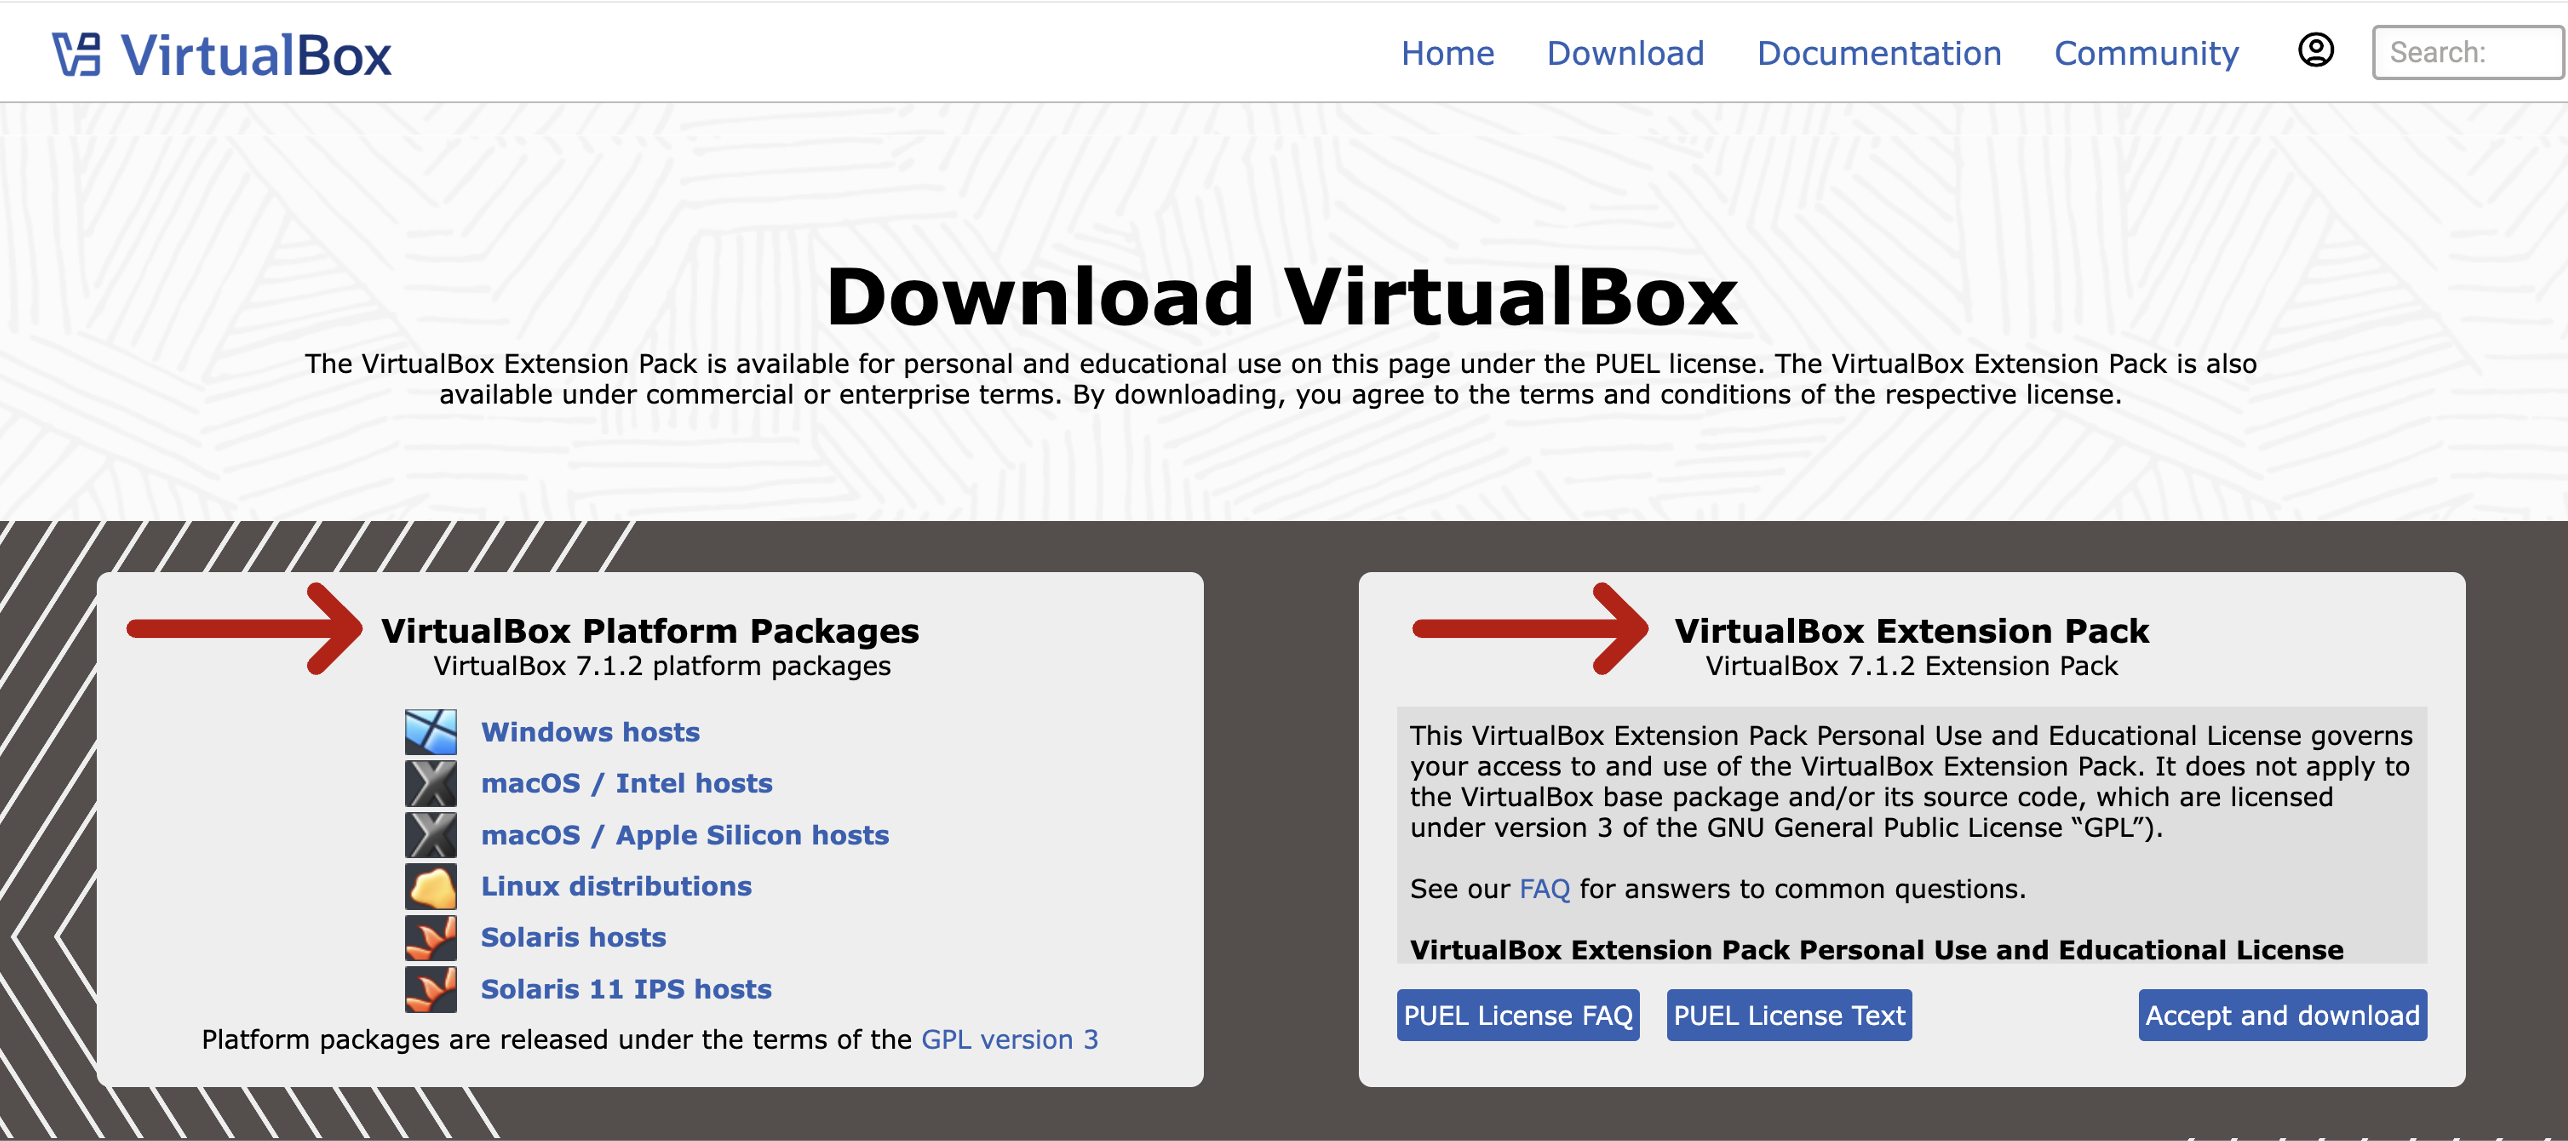 VirtualBox
Home
Download
Documentation
Community
Search:
Download VirtualBox
The VirtualBox Extension Pack is available for personal and educational use on this page under the PUEL license. The VirtualBox Extension Pack is also
available under commercial or enterprise terms. By downloading, you agree to the terms and conditions of the respective license.
VirtualBox Platform Packages
VirtualBox 7.1.2 platform packages
Windows hosts
macOS / Intel hosts
macOS / Apple Silicon hosts
Linux distributions
Solaris hosts
Solaris 11 IPS hosts
Platform packages are released under the terms of the GPL version 3
VirtualBox Extension Pack
VirtualBox 7.1.2 Extension Pack
This VirtualBox Extension Pack Personal Use and Educational License governs
your access to and use of the VirtualBox Extension Pack. It does not apply to
the VirtualBox base package and/or its source code, which are licensed
under version 3 of the GNU General Public License “GPL”).
See our FAQ for answers to common questions.
VirtualBox Extension Pack Personal Use and Educational License
PUEL License FAQ
PUEL License Text
Accept and download